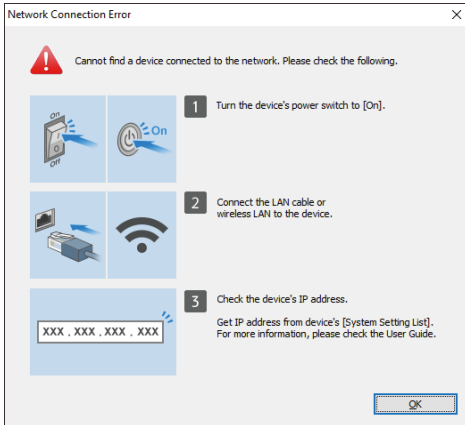 Network Connection Error
Cannot find a device connected to the network. Please check the following.
On
Off
On
1
Turn the device's power switch to [On].
2
Connect the LAN cable or
wireless LAN to the device.
3
Check the device's IP address.
Get IP address from device's [System Setting List].
For more information, please check the User Guide.
XXX . XXX . XXX . XXX
OK